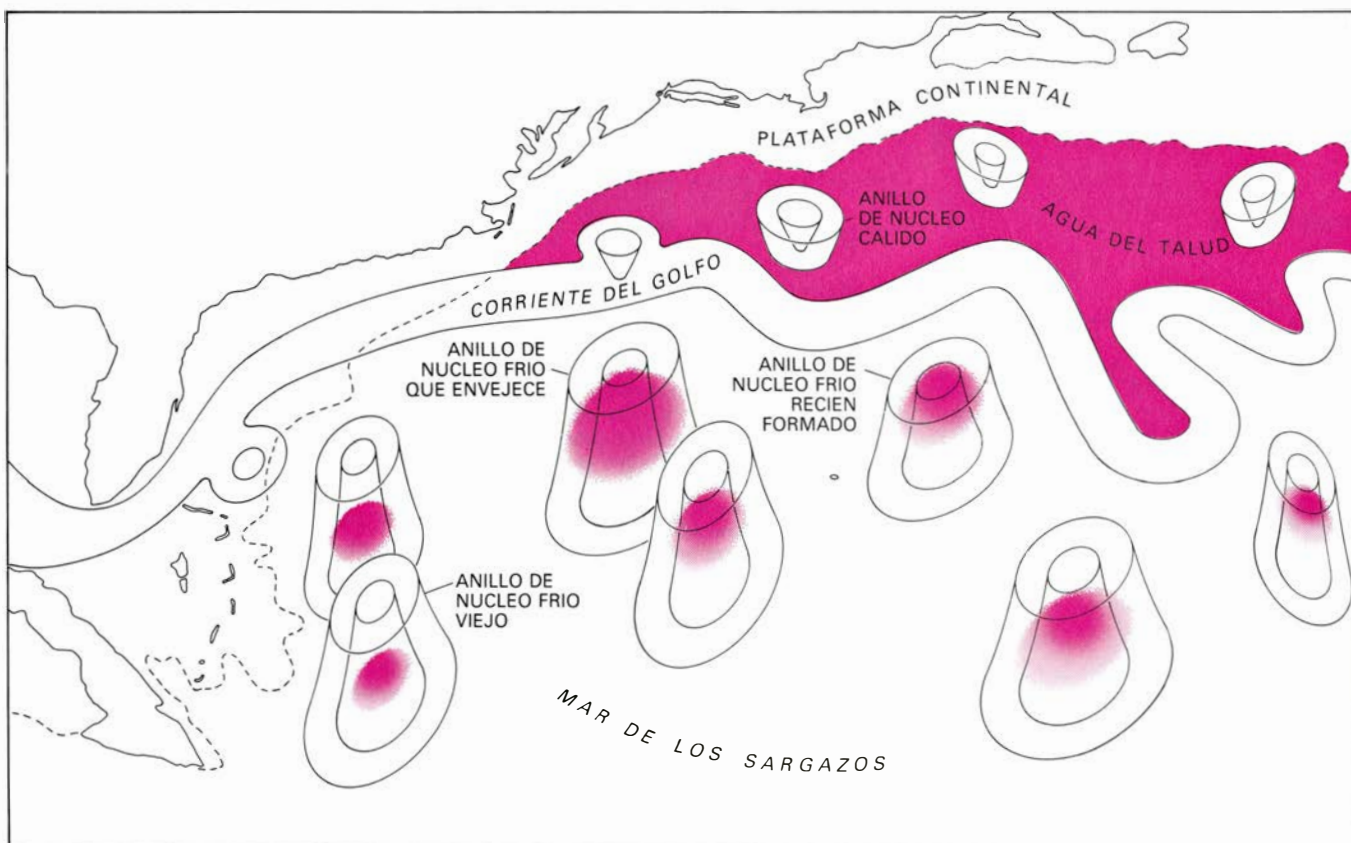 PLATAFORMA CONTINENTAL
ANILLO
DE NUCLEO
CALIDO
AGUA DEL TALUD
CORRIENTE DEL GOLFO
ANILLO DE
NUCLEO FRIO
QUE ENVEJECE
ANILLO DE
NUCLEO FRIO
RECIEN
FORMADO
ANILLO DE
NUCLEO FRIO
VIEJO
MAR DE LOS SARGAZOS